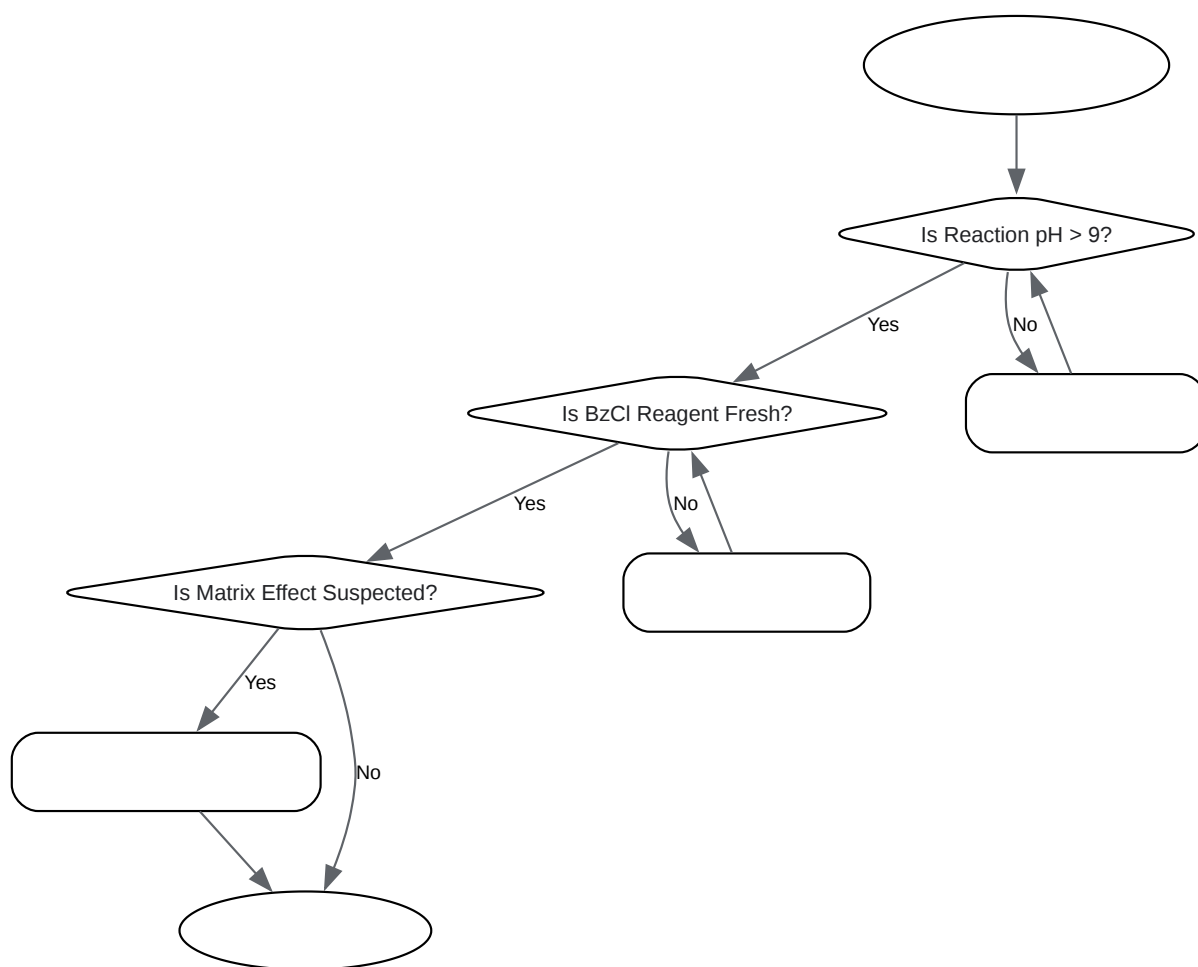 Is Reaction pH > 9?
Yes
No
Is BzCl Reagent Fresh?
Yes
No
Is Matrix Effect Suspected?
Yes
No